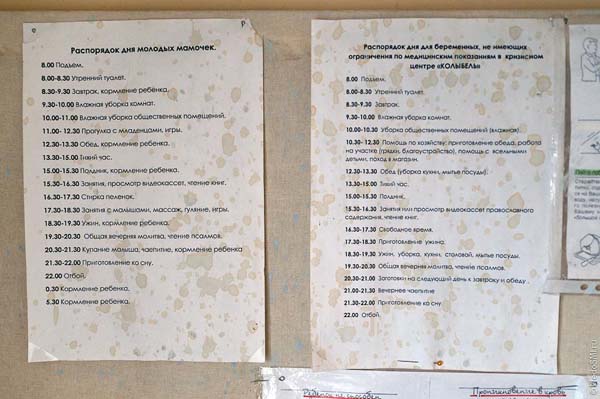 Распорядок дня молодых мамочек.
8.00 Подъем.
8.00-8.30 Утренний туалет.
8.30-9.30 Завтрак, кормление ребенка.
9.30-10.00 Влажная уборка комнат.
10.00-11.00 Влажная уборка общественных помещений.
11.00- 12.30 Прогулка с младенцами, игры.
12.30-13.30 Обед, кормление ребенка.
13.30-15.00 Тихий час.
15.00-15.30 Полдник, кормление ребенка.
15.30-16.30 Занятия, просмотр видеокассет, чтение книг.
16.30-17.30 Стирка пеленок.
17.30-18.30 Занятия с малышами, массаж, гуляние, игры.
18.30-19.30 Ужин, кормление ребенка.
19.30-20.30 Общая вечерняя молитва, чтение псалмов.
20.30-21.30 Купание малыша, чаепитие, кормление ребенка
21.30-22.00 Приготовление ко сну.
22.00 Отбой.
0.30 Кормление ребенка.
5.30 Кормление ребенка.
Распорядок дня для беременных, не имеющих
ограничения по медицинским показаниям в кризисном
центре «КОЛЫБЕЛЬ»
8.00 Подъем.
8.00-8.30 Утренний туалет.
8.30-9.30 Завтрак.
9.30-10.00 Влажная уборка комнат.
10.00-10.30 Уборка общественных помещений (влажная).
10.30- 12.30 Помощь по хозяйству: приготовление обеда, работа
на участке (грядки, благоустройство), помощь с ясельными
детьми, поход в магазин.
12.30-13.30 Обед (уборка кухни, мытье посуды).
13.30-15.00 Тихий час.
15.00-15.30 Полдник.
15.30-16.30 Занятия или просмотр видеокассет православного
содержания, чтение книг.
16.30-17.30 Свободное время.
17.30-18.30 Приготовление ужина.
18.30-19.30 Ужин, уборка, кухни, столовой, мытье посуды.
19.30-20.30 Общая вечерняя молитва, чтение псалмов.
20.30-21.00 Заготовки на следующий день к завтраку и обеду .
21.00-21.30 Вечернее чаепитие
21.30-22.00 Приготовление ко сну
22.00 Отбой.
Ребенок не способен
Проникновение в кровь